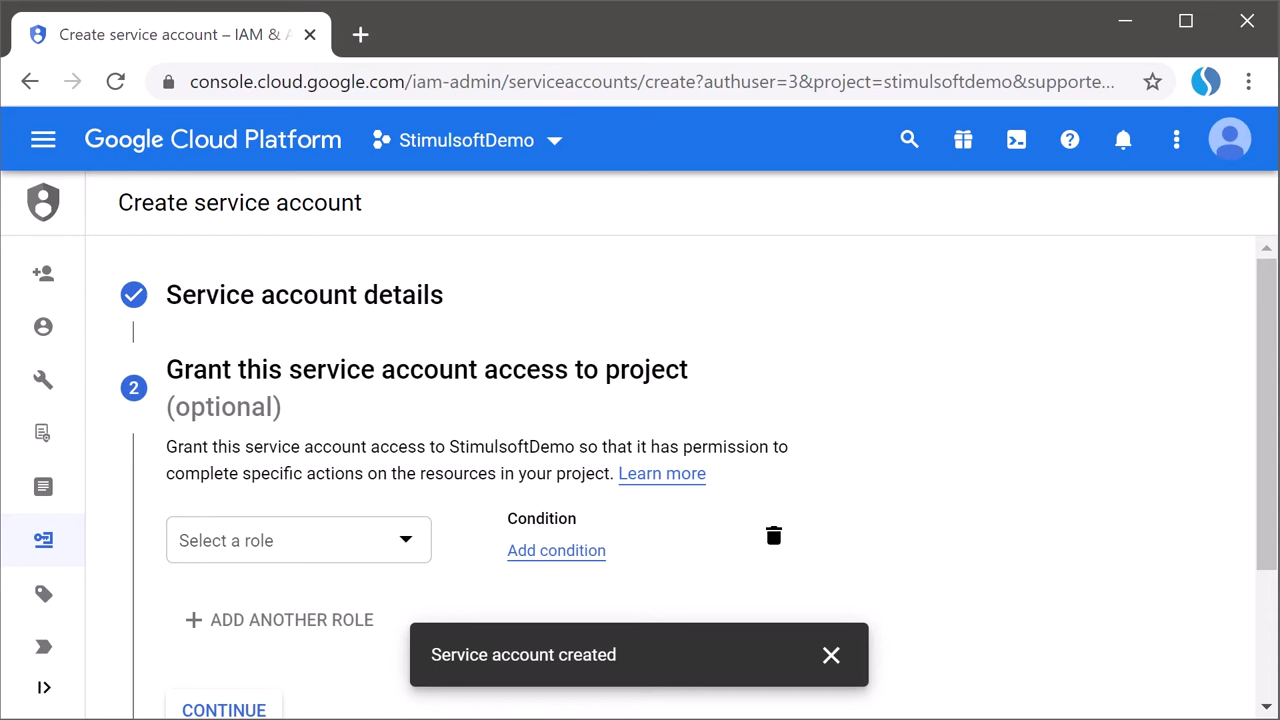 Create service account – IAM & A
console.cloud.google.com/iam-admin/serviceaccounts/create?authuser=3&project=stimulsoftdemo&supporte...
Google Cloud Platform
StimulsoftDemo
Create service account
Service account details
2
Grant this service account access to project
(optional)
Grant this service account access to StimulsoftDemo so that it has permission to
complete specific actions on the resources in your project. Learn more
Select a role
Condition
Add condition
+ ADD ANOTHER ROLE
Service account created
CONTINUE